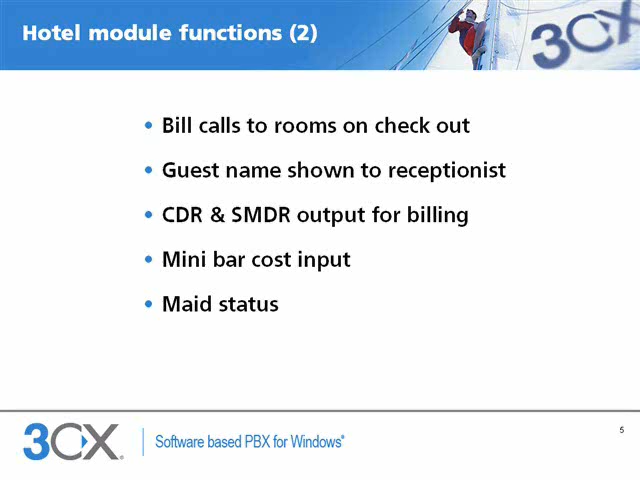 Hotel module functions (2)
3CX
• Bill calls to rooms on check out
• Guest name shown to receptionist
• CDR & SMDR output for billing
• Mini bar cost input
• Maid status
5
3CX®
Software based PBX for Windows®